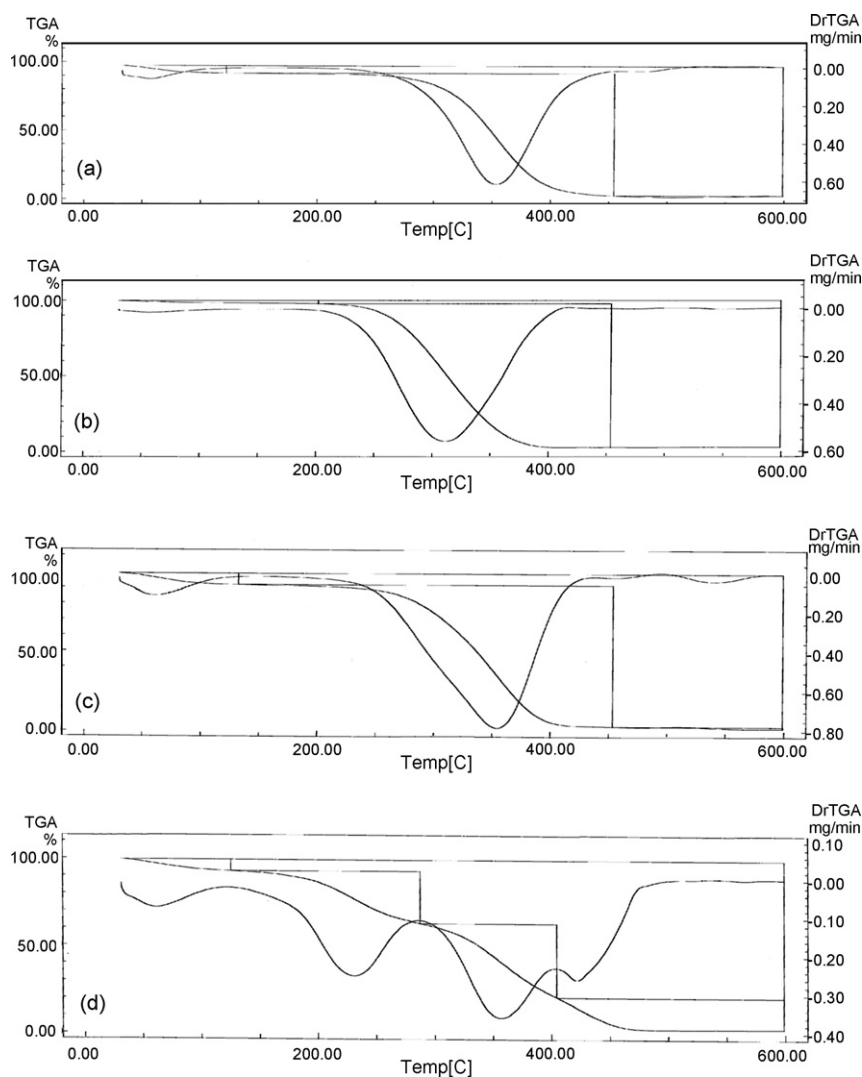 TGA
%
DrTGA
mg/min
100.00
50.00
0.00
0.00
0.20
0.40
0.60
(a)
0.00
200.00
400.00
600.00
Temp[C]
TGA
%
DrTGA
mg/min
100.00
50.00
0.00
0.00
0.20
0.40
0.60
(b)
0.00
200.00
400.00
600.00
Temp[C]
TGA
%
DrTGA
mg/min
100.00
50.00
0.00
0.00
0.20
0.40
0.60
0.80
(c)
0.00
200.00
400.00
600.00
Temp[C]
TGA
%
DrTGA
mg/min
100.00
50.00
0.00
0.10
0.00
0.10
0.20
0.30
0.40
(d)
0.00
200.00
400.00
600.00
Temp[C]